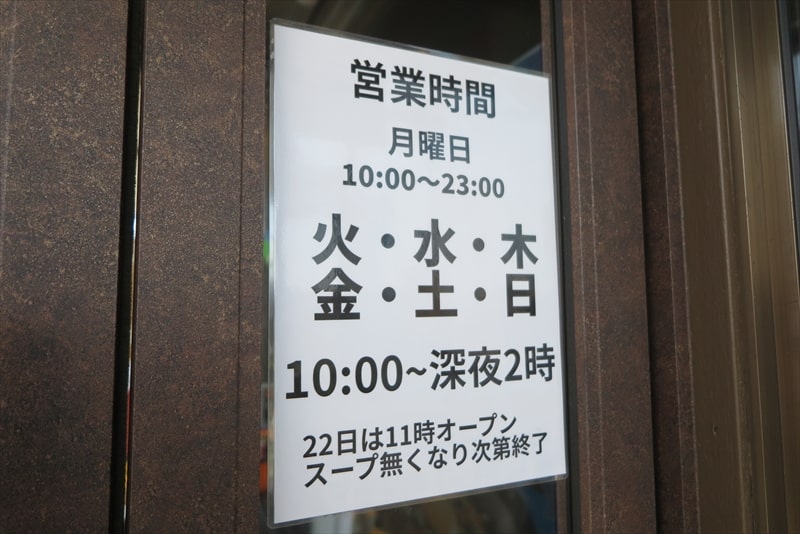 営業時間
月曜日
10:00〜23:00
火・水・木
金・土・日
10:00~深夜2時
22日は11時オープン
スープ無くなり次第終了